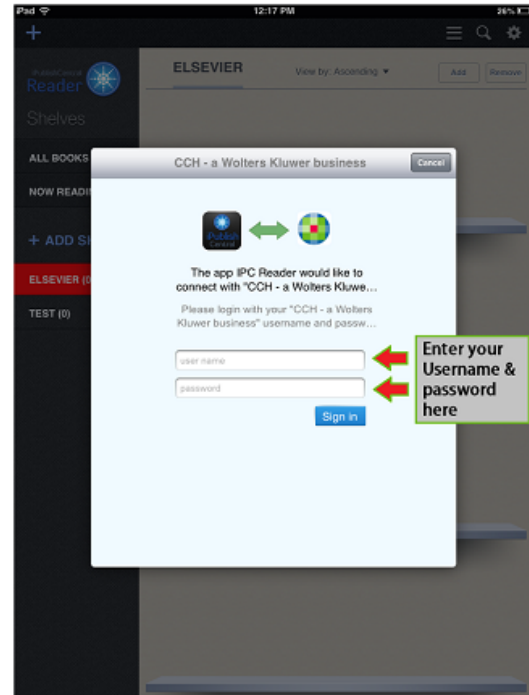 iPad
12:17 PM
26%
ELSEVIER
View by: Ascending
Add
Remove
iPublishCentral
Reader
Shelves
ALL BOOKS
NOW READI
+ ADD SH
ELSEVIER (0
TEST (0)
CCH - a Wolters Kluwer business
Cancel
iPublish
Central
The app IPC Reader would like to
connect with "CCH - a Wolters Kluwe...
Please login with your "CCH - a Wolters
Kluwer business" username and passw...
user name
password
Sign in
Enter your
Username &
password
here